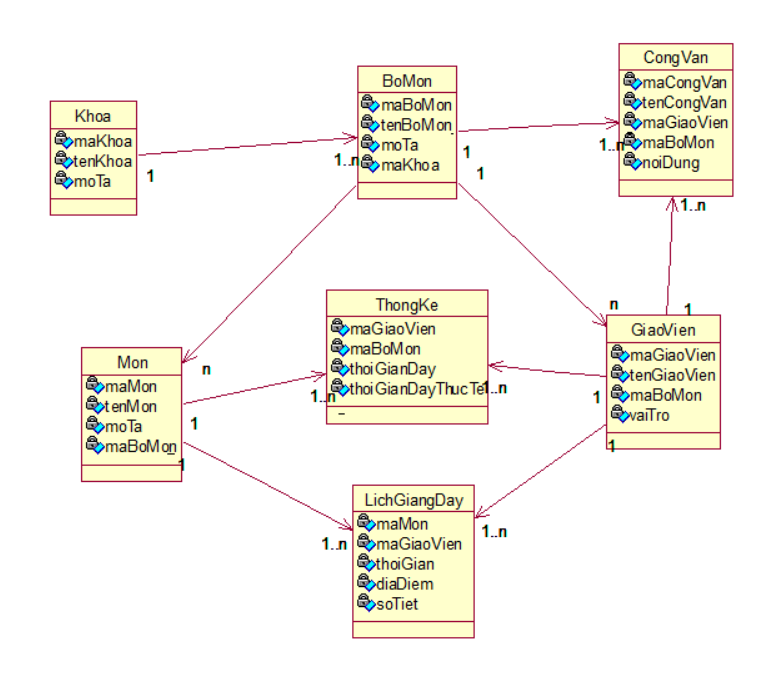 Khoa
maKhoa
tenKhoa
moTa
1
BoMon
maBoMon
tenBoMon
moTa
maKhoa
1..n
1
1
CongVan
maCongVan
tenCongVan
maGiaoVien
maBoMon
noiDung
1..n
1..n
ThongKe
maGiaoVien
maBoMon
thoiGianDay
thoiGianDayThucTe
1..n
1..n
n
1
GiaoVien
maGiaoVien
tenGiaoVien
maBoMon
vaiTro
1
1
n
Mon
maMon
tenMon
moTa
maBoMon
1
1
LichGiangDay
maMon
maGiaoVien
thoiGian
diaDiem
soTiet
1..n
1..n